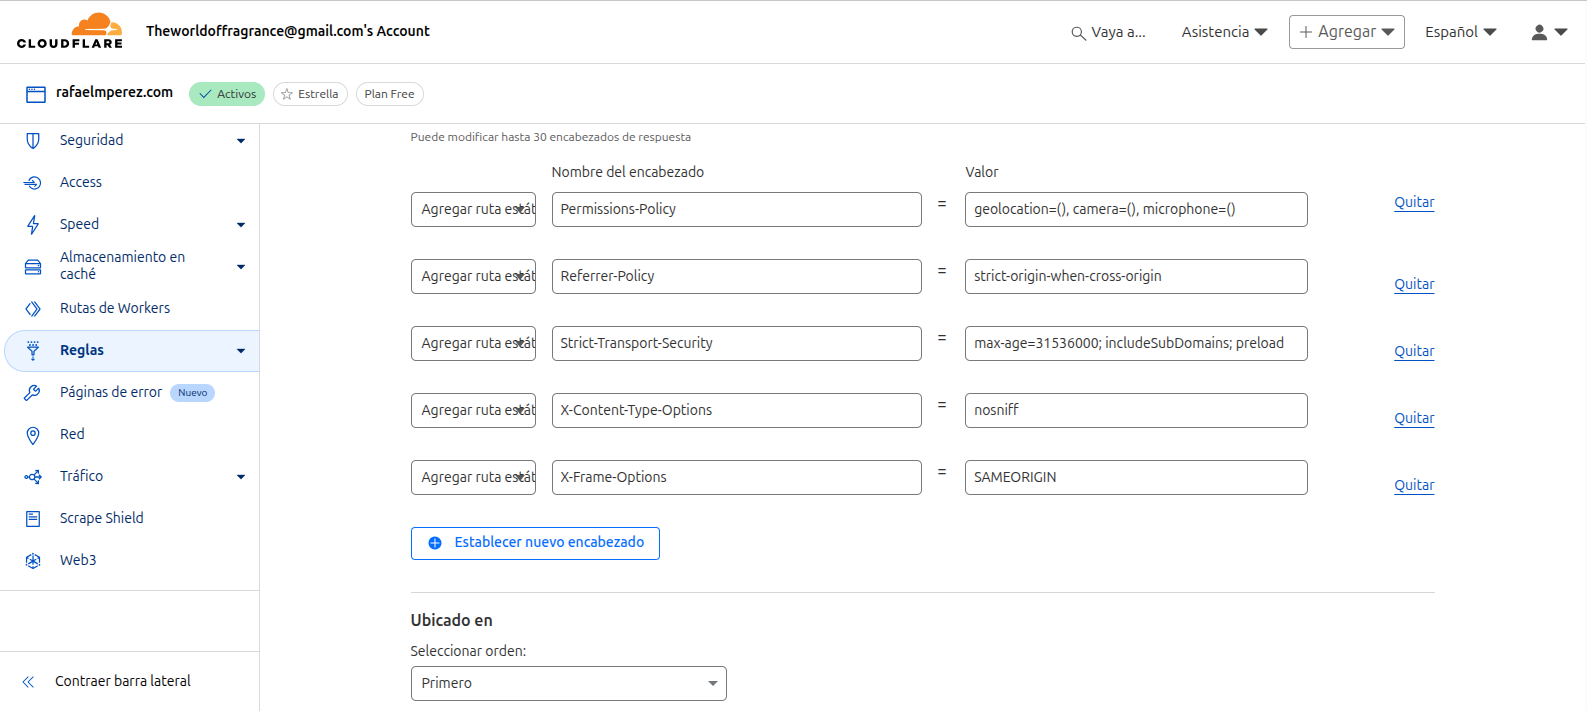 CLOUDFLARE
Theworldoffragrance@gmail.com's Account
Vaya a...
Asistencia
Agregar
Español
rafaelmperez.com
Activos
Estrella
Plan Free
Seguridad
Access
Speed
Almacenamiento en
caché
Rutas de Workers
Reglas
Páginas de error Nuevo
Red
Tráfico
Scrape Shield
Web3
Contraer barra lateral
Puede modificar hasta 30 encabezados de respuesta
Nombre del encabezado
Valor
Agregar ruta estát Permissions-Policy = geolocation=(), camera=(), microphone=() Quitar
Agregar ruta estát Referrer-Policy = strict-origin-when-cross-origin Quitar
Agregar ruta estát Strict-Transport-Security = max-age=31536000; includeSubDomains; preload Quitar
Agregar ruta estát X-Content-Type-Options = nosniff Quitar
Agregar ruta estát X-Frame-Options = SAMEORIGIN Quitar
Establecer nuevo encabezado
Ubicado en
Seleccionar orden:
Primero